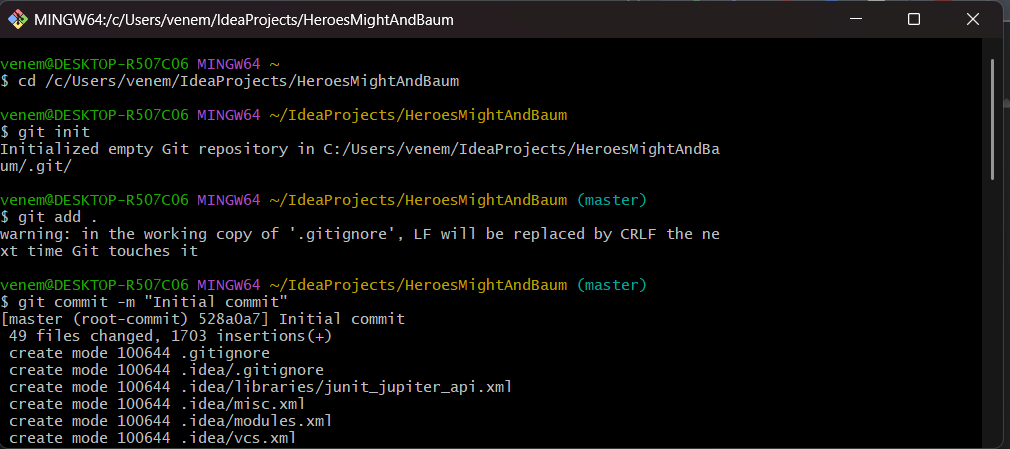 MINGW64:/c/Users/venem/IdeaProjects/HeroesMightAndBaum
venem@DESKTOP-R507C06 MINGW64 ~
$ cd /c/Users/venem/IdeaProjects/HeroesMightAndBaum
venem@DESKTOP-R507C06 MINGW64 ~/IdeaProjects/HeroesMightAndBaum
$ git init
Initialized empty Git repository in C:/Users/venem/IdeaProjects/HeroesMightAndBa
um/.git/
venem@DESKTOP-R507C06 MINGW64 ~/IdeaProjects/HeroesMightAndBaum (master)
$ git add .
warning: in the working copy of '.gitignore', LF will be replaced by CRLF the ne
xt time Git touches it
venem@DESKTOP-R507C06 MINGW64 ~/IdeaProjects/HeroesMightAndBaum (master)
$ git commit -m "Initial commit"
[master (root-commit) 528a0a7] Initial commit
 49 files changed, 1703 insertions(+)
 create mode 100644 .gitignore
 create mode 100644 .idea/.gitignore
 create mode 100644 .idea/libraries/junit_jupiter_api.xml
 create mode 100644 .idea/misc.xml
 create mode 100644 .idea/modules.xml
 create mode 100644 .idea/vcs.xml